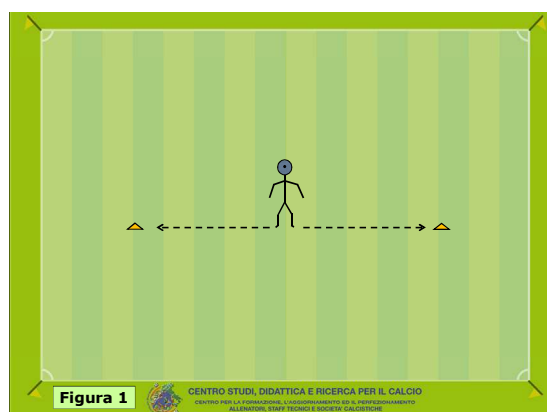 Figura 1
CENTRO STUDI, DIDATTICA E RICERCA PER IL CALCIO
CENTRO PER LA FORMAZIONE, L'AGGIORNAMENTO ED IL PERFEZIONAMENTO
ALLENATORI, STAFF TECNICI E SOCIETA' CALCISTICHE